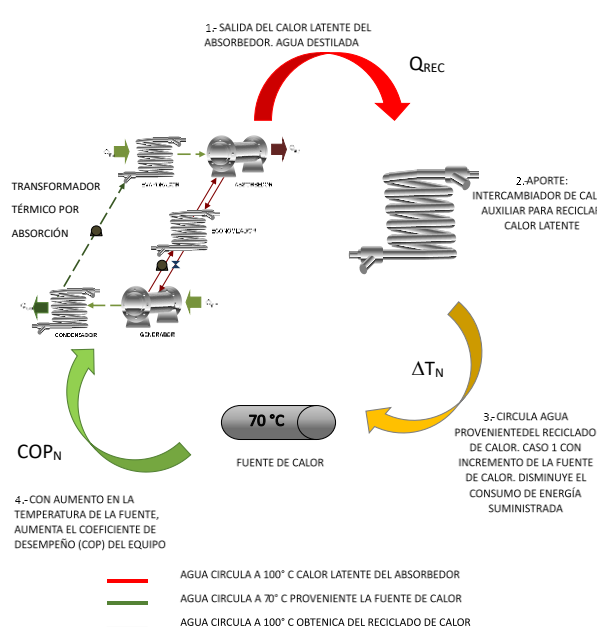 1.- SALIDA DEL CALOR LATENTE DEL
ABSORBEDOR. AGUA DESTILADA
QREC
TRANSFORMADOR
TÉRMICO POR
ABSORCIÓN
CONDENSADOR
GENERADOR
2.-APORTE:
INTERCAMBIADOR DE CAL
AUXILIAR PARA RECICLAR
CALOR LATENTE
ΔTN
3.- CIRCULA AGUA
PROVENIENTEDEL RECICLADO
DE CALOR. CASO 1 CON
INCREMENTO DE LA FUENTE
DE CALOR. DISMINUYE EL
CONSUMO DE ENERGÍA
SUMINISTRADA
70 °C
FUENTE DE CALOR
COPN
4.-CON AUMENTO EN LA
TEMPERATURA DE LA FUENTE,
AUMENTA EL COEFICIENTE DE
DESEMPEÑO (COP) DEL EQUIPO
AGUA CIRCULA A 100° C CALOR LATENTE DEL ABSORBEDOR
AGUA CIRCULA A 70° C PROVENIENTE LA FUENTE DE CALOR
AGUA CIRCULA A 100° C OBTENICA DEL RECICLADO DE CALOR